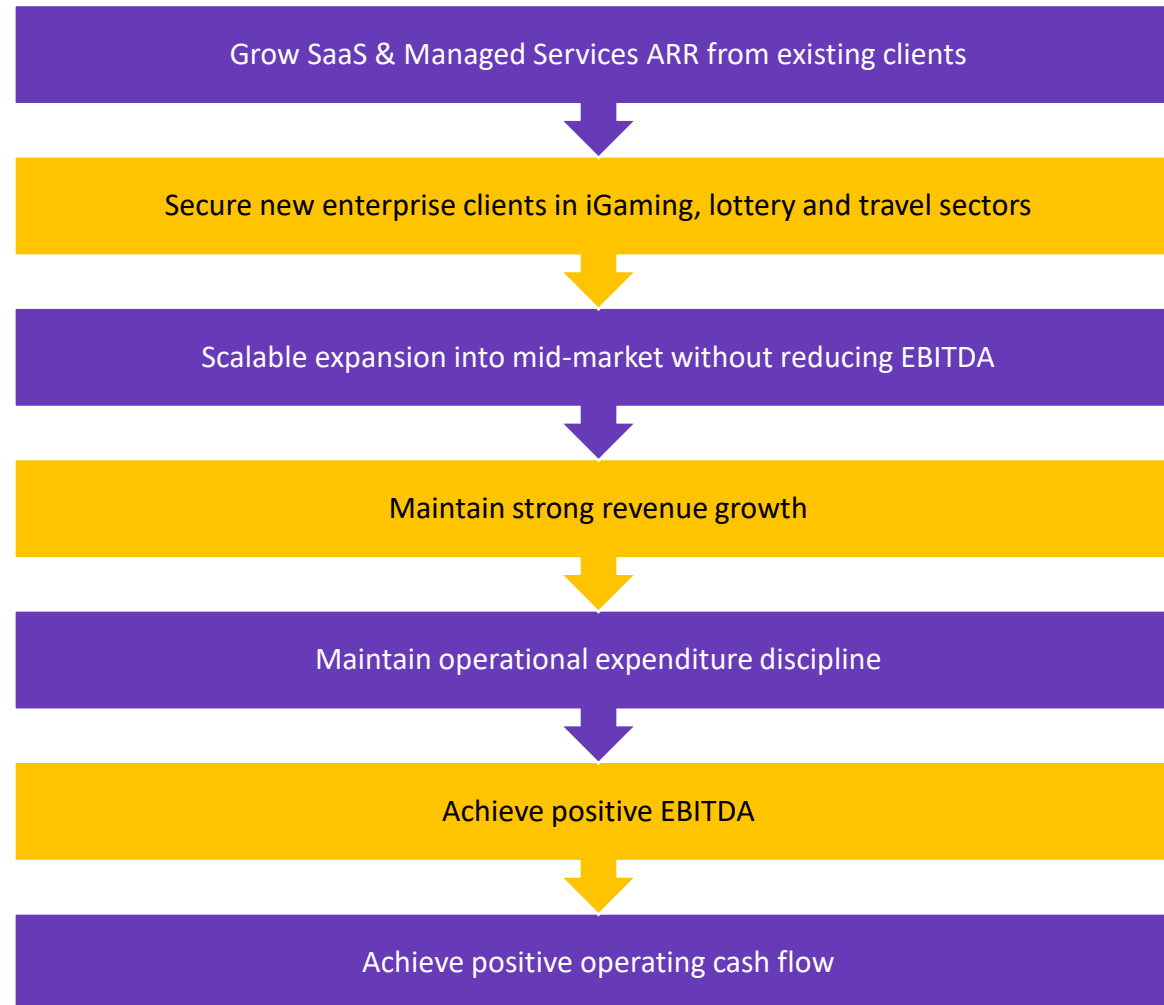 Grow SaaS & Managed Services ARR from existing clients
Secure new enterprise clients in iGaming, lottery and travel sectors
Scalable expansion into mid-market without reducing EBITDA
Maintain strong revenue growth
Maintain operational expenditure discipline
Achieve positive EBITDA
Achieve positive operating cash flow